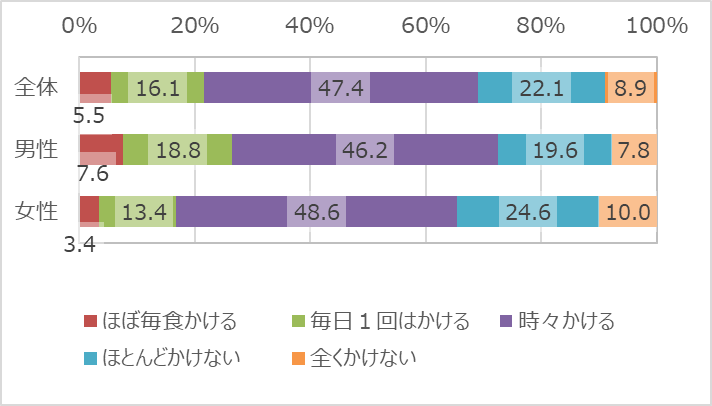 0% 20% 40% 60% 80% 100%
全体 5.5 16.1 47.4 22.1 8.9
男性 7.6 18.8 46.2 19.6 7.8
女性 3.4 13.4 48.6 24.6 10.0
ほぼ毎食かける 毎日１回はかける 時々かける
ほとんどかけない 全くかけない